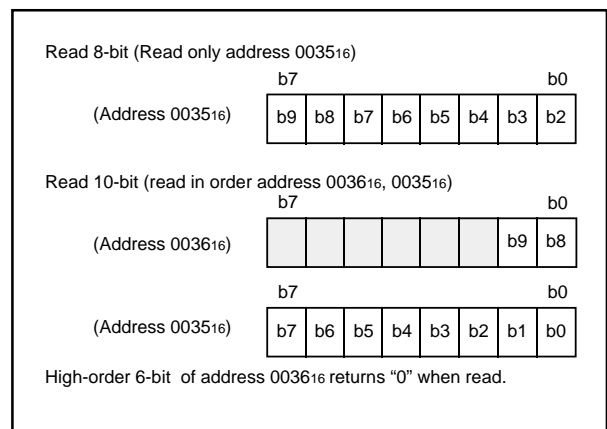 Read 8-bit (Read only address 003516)
b7 b0
(Address 003516) b9 b8 b7 b6 b5 b4 b3 b2
Read 10-bit (read in order address 003616, 003516)
b7 b0
(Address 003616) b9 b8
b7 b0
(Address 003516) b7 b6 b5 b4 b3 b2 b1 b0
High-order 6-bit of address 003616 returns “0” when read.